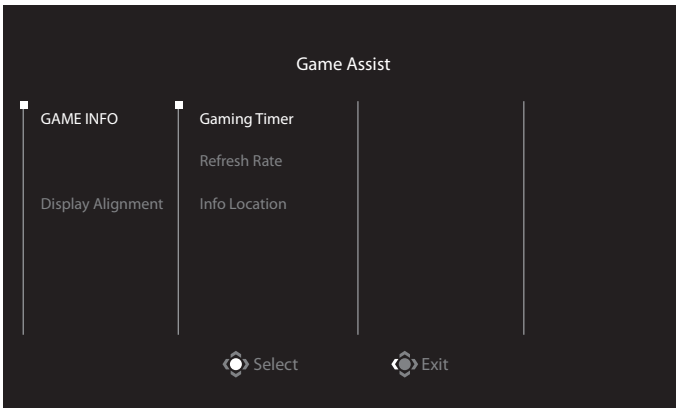 Game Assist
GAME INFO
Gaming Timer
Refresh Rate
Display Alignment
Info Location
Select
Exit